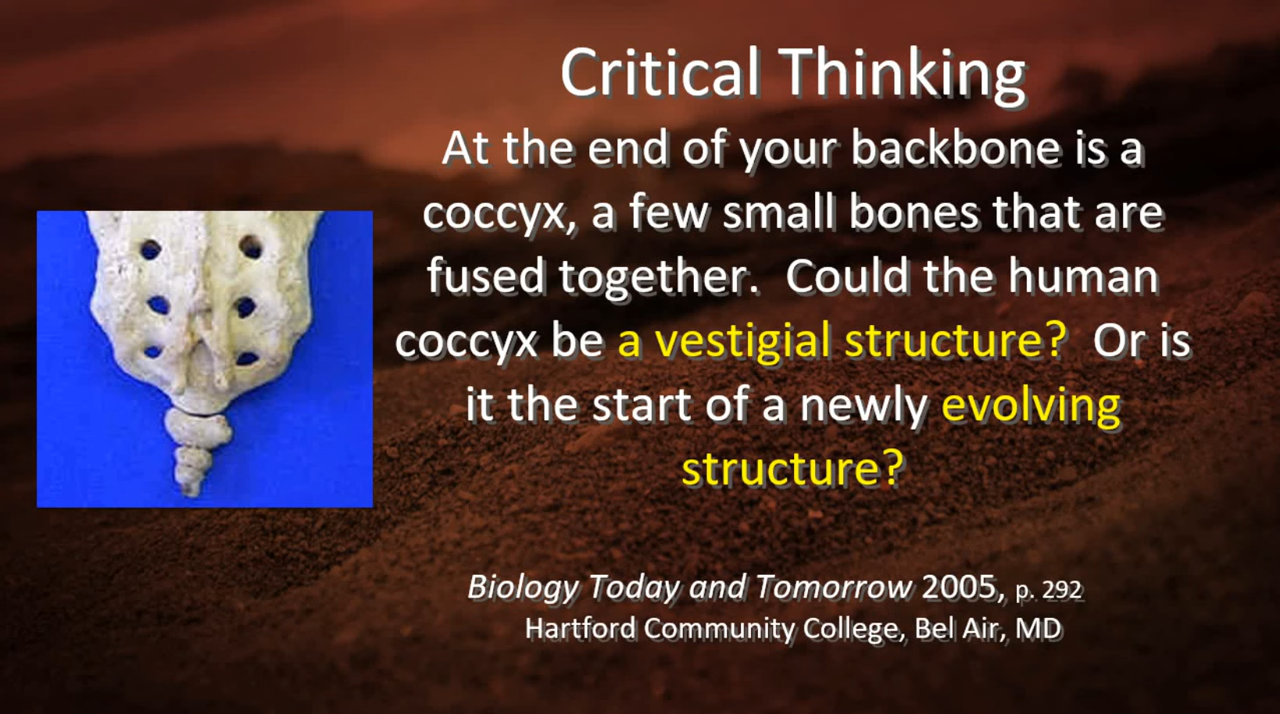 Critical Thinking
At the end of your backbone is a
coccyx, a few small bones that are
fused together.  Could the human
coccyx be a vestigial structure?  Or is
it the start of a newly evolving
structure?
Biology Today and Tomorrow 2005, p. 292
Hartford Community College, Bel Air, MD